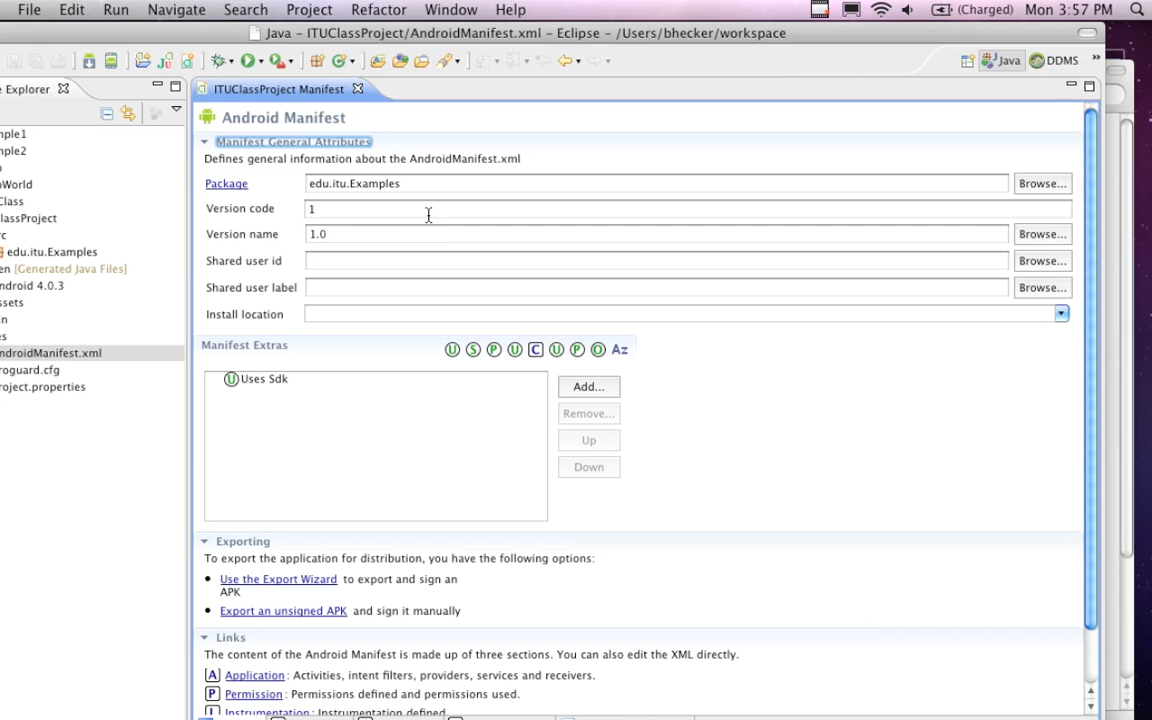 File Edit Run Navigate Search Project Refactor Window Help (Charged) Mon 3:57 PM
Java – ITUClassProject/AndroidManifest.xml – Eclipse – /Users/bhecker/workspace
Java DDMS »
e Explorer
ITUClassProject Manifest
mple1
mple2
o
oWorld
Class
lassProject
rc
edu.itu.Examples
en [Generated Java Files]
ndroid 4.0.3
ssets
in
es
ndroidManifest.xml
roguard.cfg
roject.properties
Android Manifest
Manifest General Attributes
Defines general information about the AndroidManifest.xml
Package edu.itu.Examples Browse...
Version code 1
Version name 1.0 Browse...
Shared user id Browse...
Shared user label Browse...
Install location
Manifest Extras U S P U C U P O Az
U Uses Sdk
Add...
Remove...
Up
Down
Exporting
To export the application for distribution, you have the following options:
• Use the Export Wizard to export and sign an
APK
• Export an unsigned APK and sign it manually
Links
The content of the Android Manifest is made up of three sections. You can also edit the XML directly.
A Application: Activities, intent filters, providers, services and receivers.
P Permission: Permissions defined and permissions used.
I Instrumentation: Instrumentation defined.